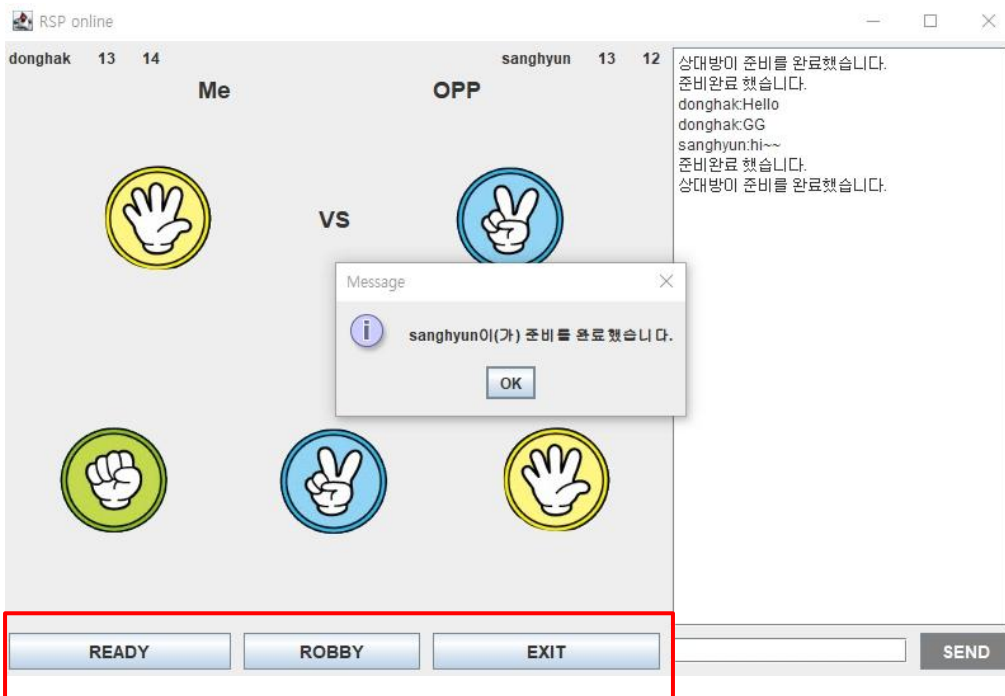 RSP online
donghak 13 14
sanghyun 13 12
Me
OPP
VS
상대방이 준비를 완료했습니다.
준비완료 했습니다.
donghak:Hello
donghak:GG
sanghyun:hi~~
준비완료 했습니다.
상대방이 준비를 완료했습니다.
Message
i
sanghyun이(가) 준비를 완료했습니다.
OK
READY
ROBBY
EXIT
SEND